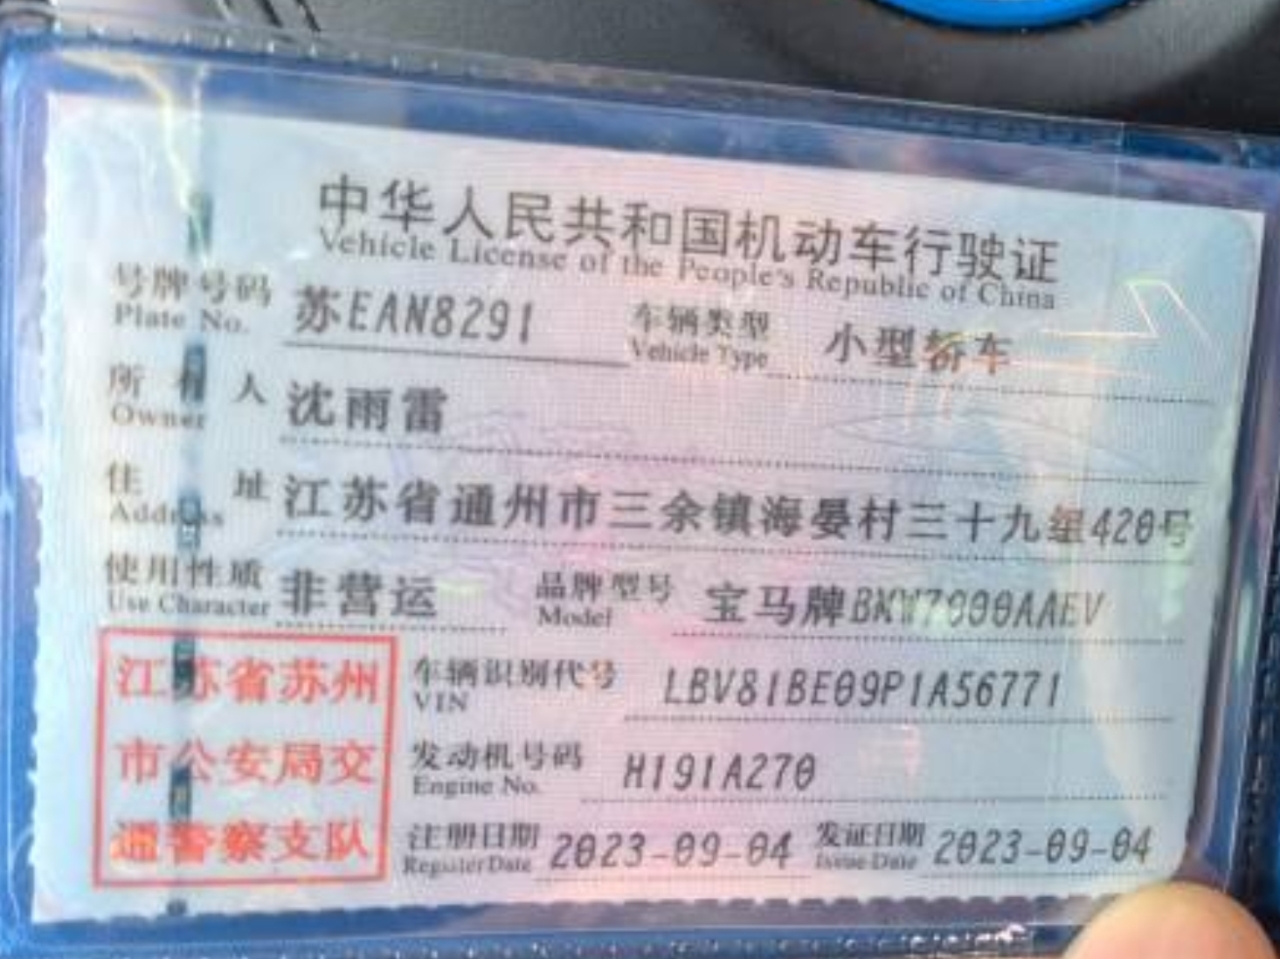 中华人民共和国机动车行驶证
Vehicle License of the People's Republic of China
号牌号码 苏EAN8291 车辆类型 小型轿车
Plate No. Vehicle Type
所有人 沈雨雷
Owner
住址 江苏省通州市三余镇海晏村三十九组420号
Address
使用性质 非营运 品牌型号 宝马牌BMW7000AAEV
Use Character Model
江苏省苏州
市公安局交
通警察支队
车辆识别代号 LBV81BE09P1A56771
VIN
发动机号码 H191A270
Engine No.
注册日期 2023-09-04 发证日期 2023-09-04
Register Date Issue Date